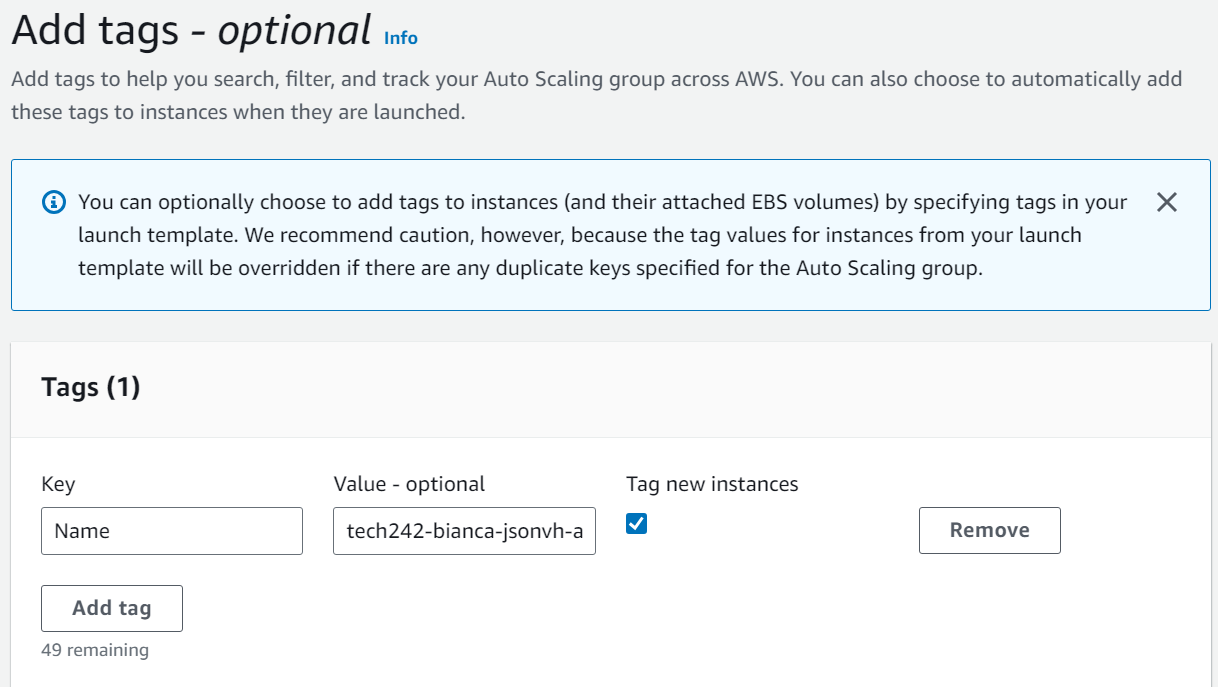 Add tags - optional Info
Add tags to help you search, filter, and track your Auto Scaling group across AWS. You can also choose to automatically add
these tags to instances when they are launched.
You can optionally choose to add tags to instances (and their attached EBS volumes) by specifying tags in your
launch template. We recommend caution, however, because the tag values for instances from your launch
template will be overridden if there are any duplicate keys specified for the Auto Scaling group.
Tags (1)
Key Value - optional Tag new instances
Name tech242-bianca-jsonvh-a Remove
Add tag
49 remaining